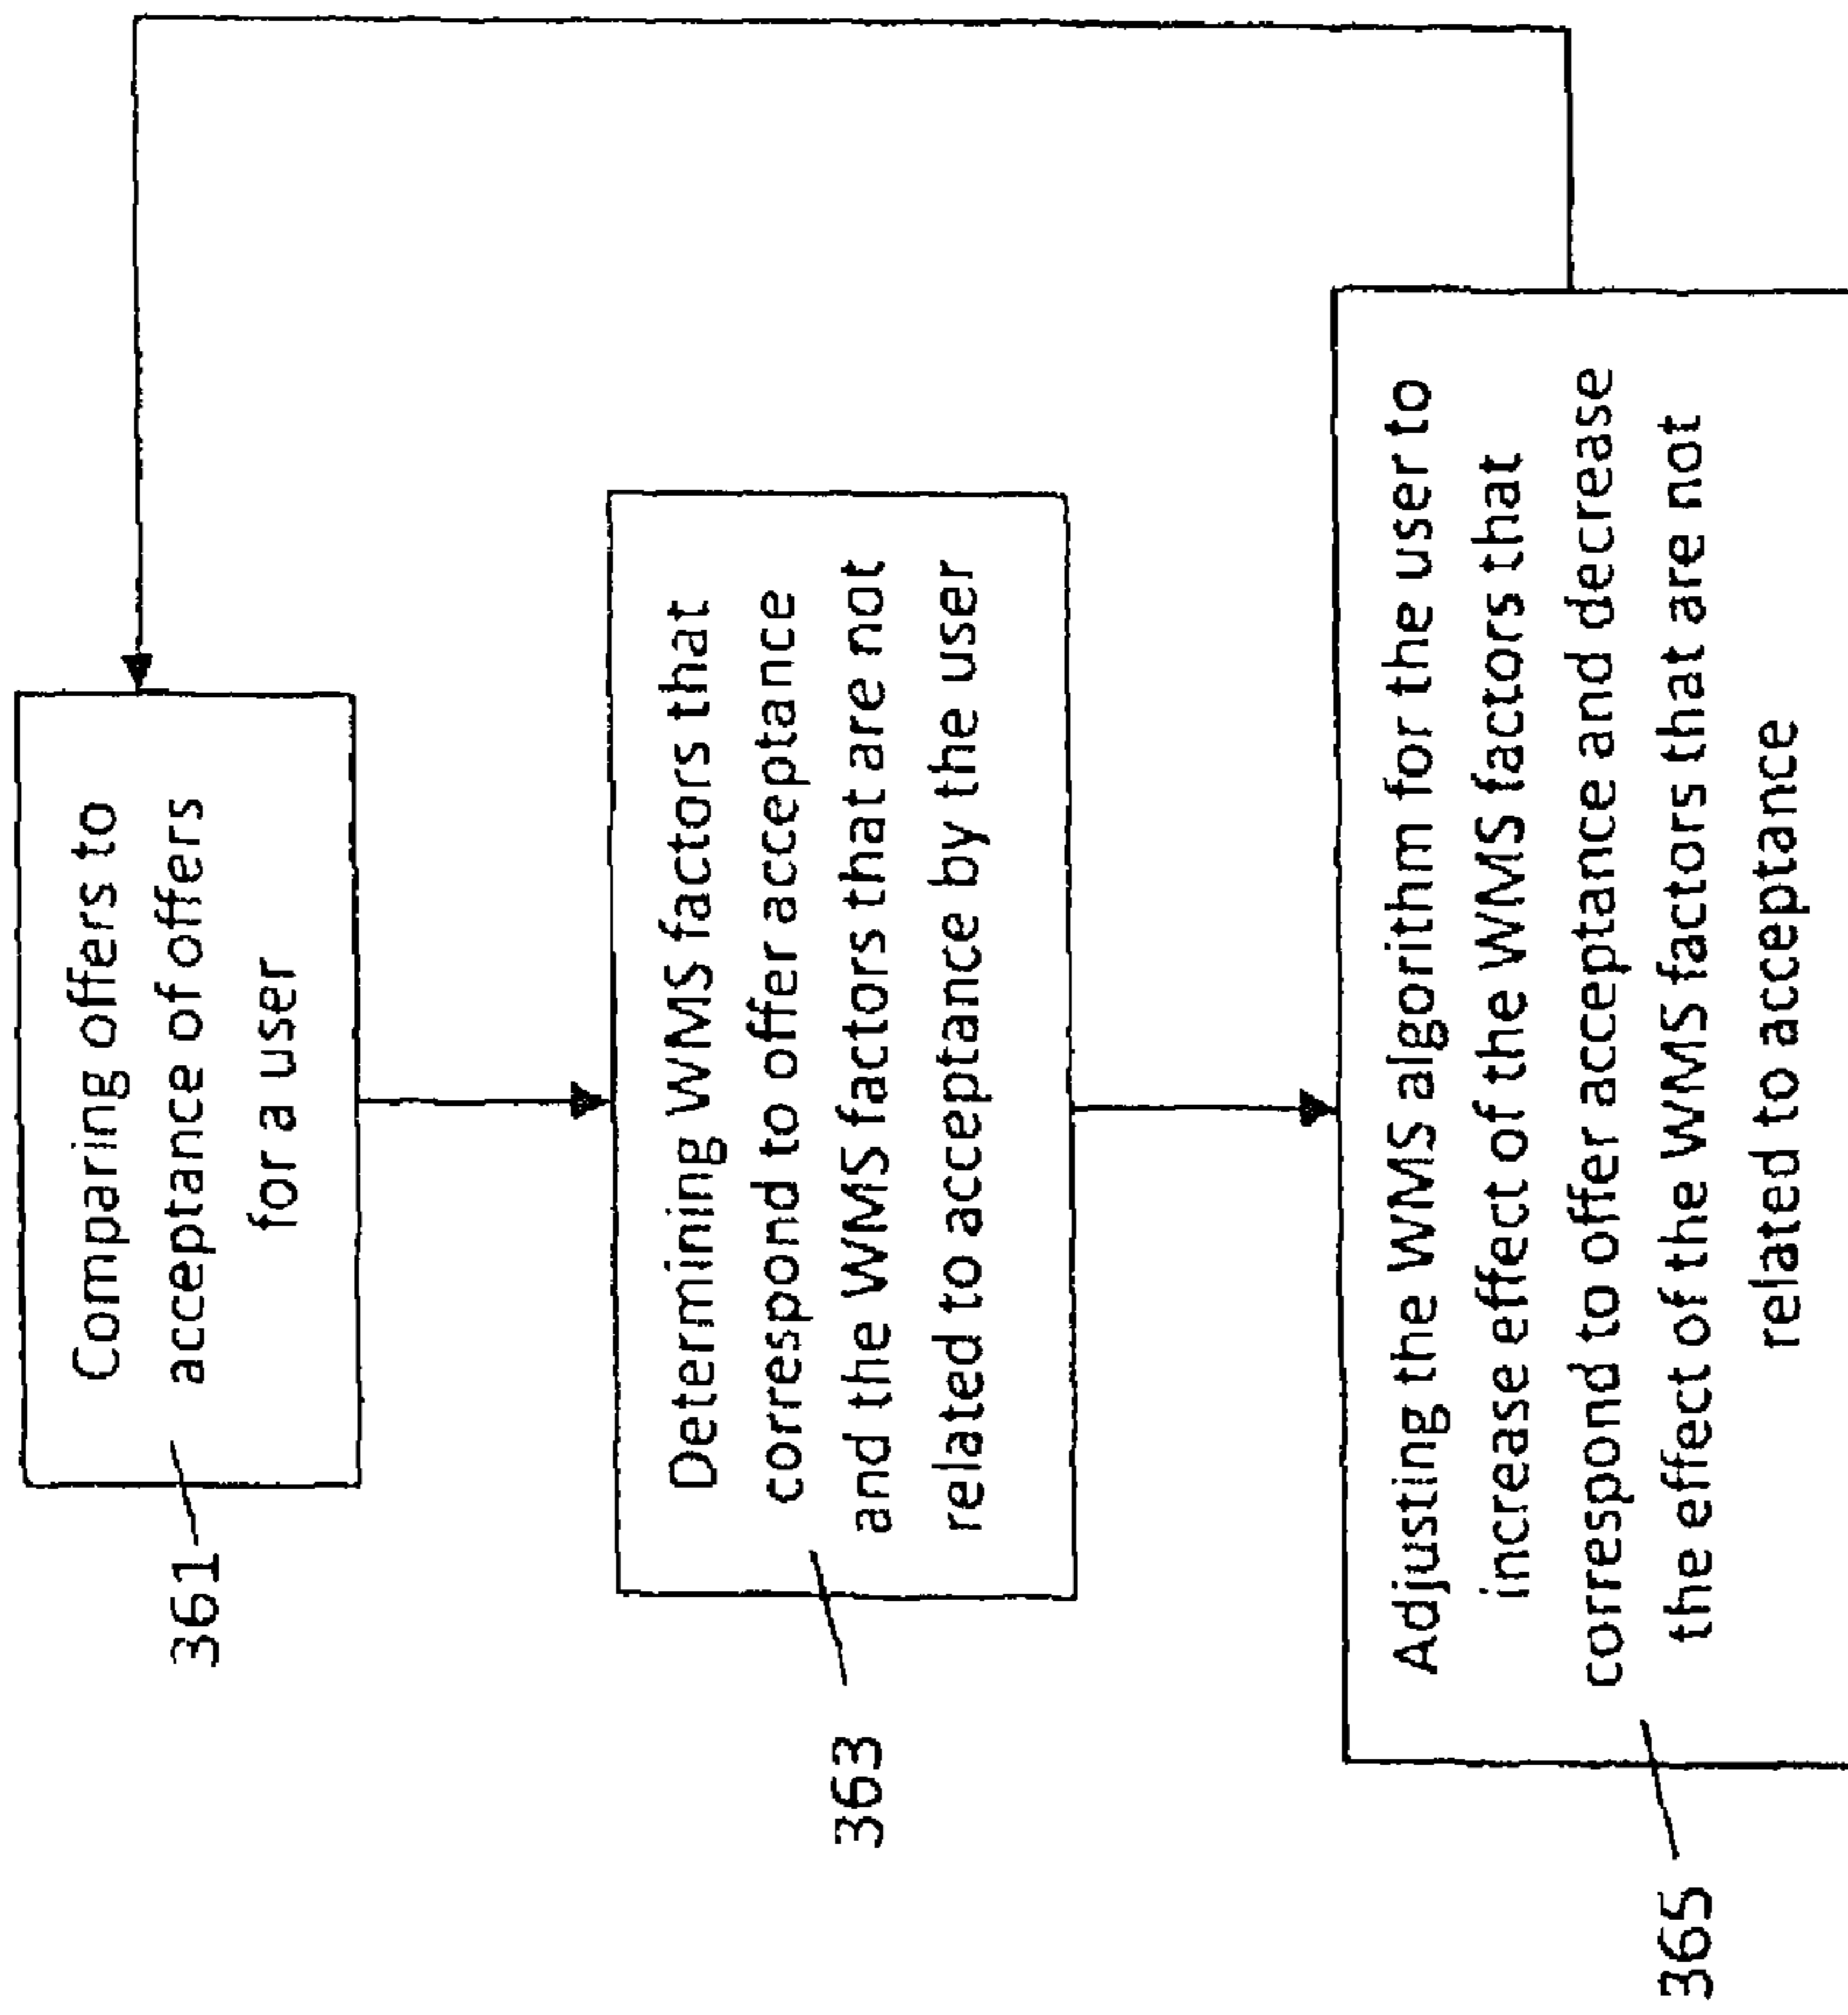 Comparing offers to
acceptance of offers
for a user
361
Determining WMS factors that
correspond to offer acceptance
and the WMS factors that are not
related to acceptance by the user
363
Adjusting the WMS algorithm for the user to
increase effect of the WMS factors that
correspond to offer acceptance and decrease
the effect of the WMS factors that are not
related to acceptance
365